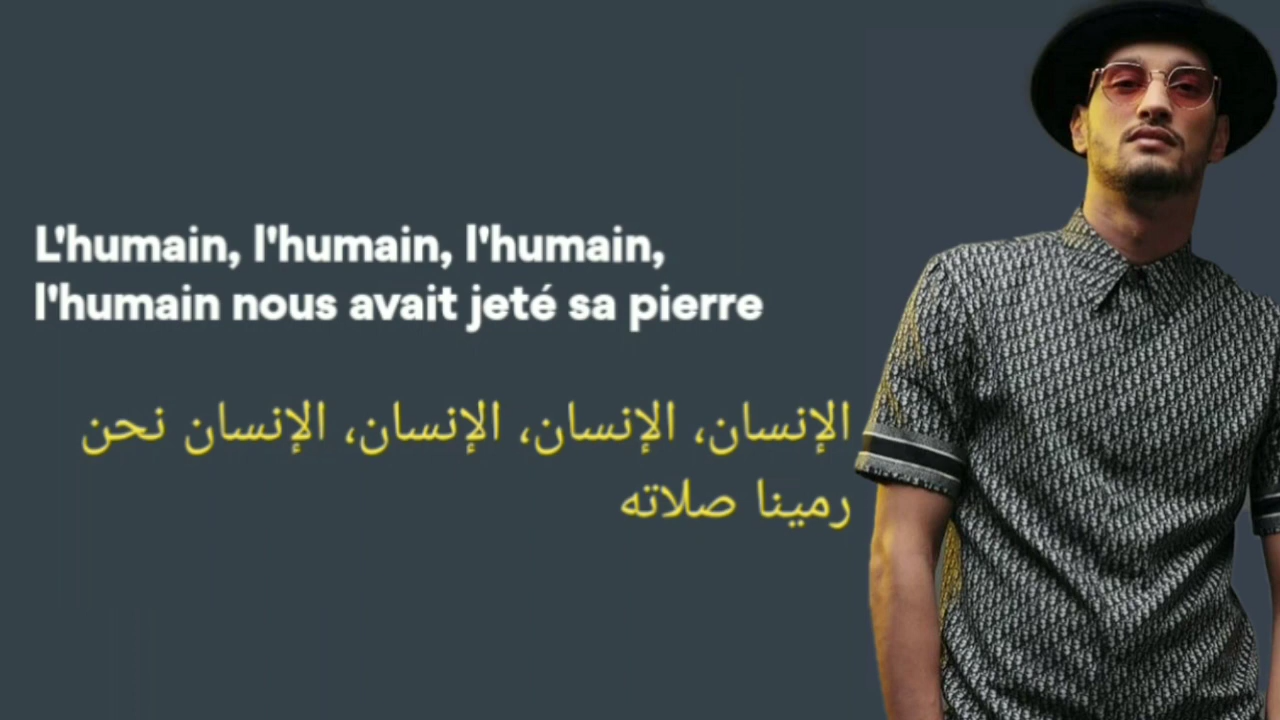 L'humain, l'humain, l'humain,
l'humain nous avait jeté sa pierre
الإنسان، الإنسان، الإنسان، الإنسان نحن
رمينا صلاته